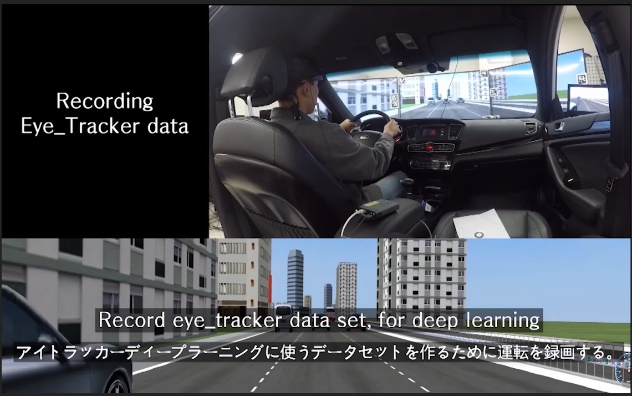 Recording
Eye_Tracker data
Record eye_tracker data set, for deep learning
アイトラッカーディープラーニングに使うデータセットを作るために運転を録画する。